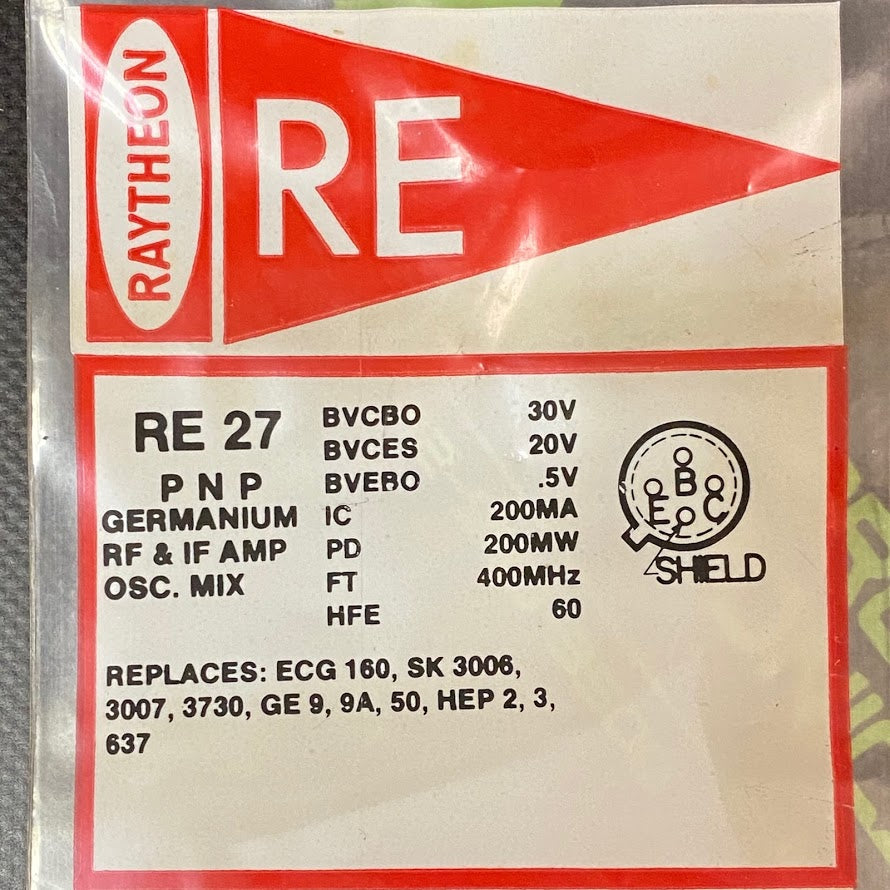 RAYTHEON
RE
RE 27
PNP
GERMANIUM
RF & IF AMP
OSC. MIX
BVCBO 30V
BVCES 20V
BVEBO .5V
IC 200MA
PD 200MW
FT 400MHz
HFE 60
B
E C
SHIELD
REPLACES: ECG 160, SK 3006,
3007, 3730, GE 9, 9A, 50, HEP 2, 3,
637